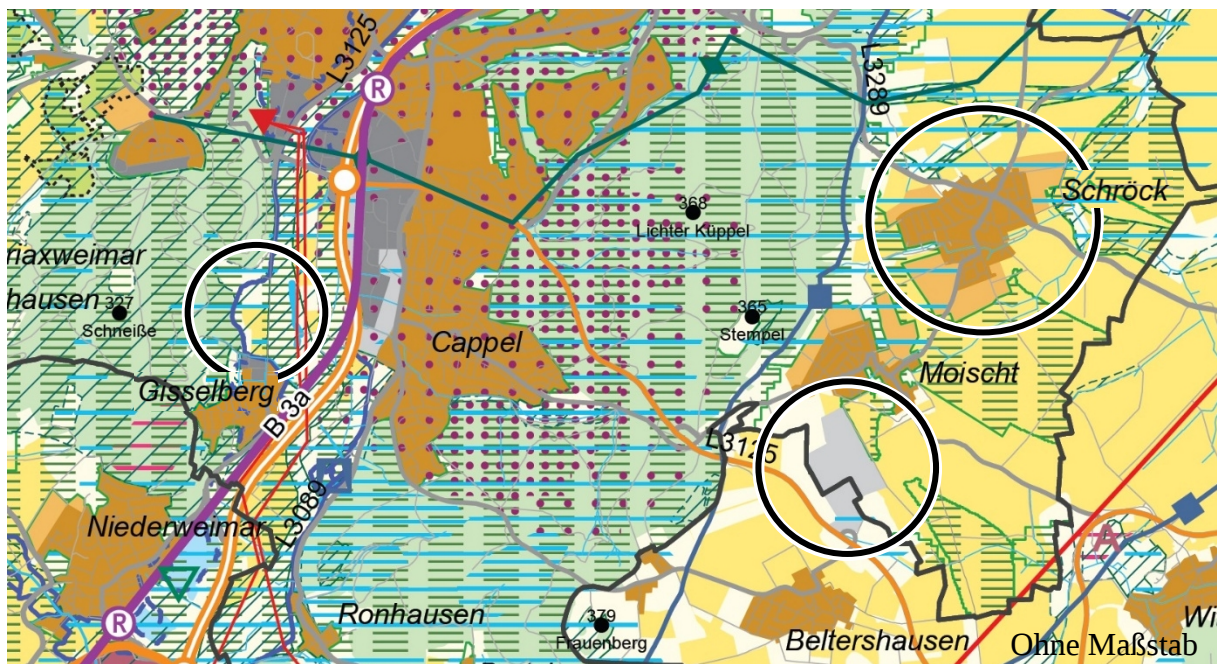 L3125
R
L3289
Schröck
368
Lichter Küppel
naxweimar
hausen
327
Schneiße
365
Stempel
Cappel
Moischt
Gisselberg
B 3a
L3125
L3089
Niederweimar
R
Ronhausen
379
Frauenberg
Beltershausen
Wi
Ohne Maßstab